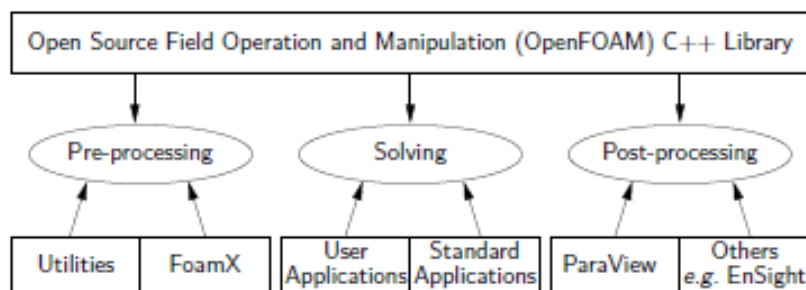 Open Source Field Operation and Manipulation (OpenFOAM) C++ Library
Pre-processing
Solving
Post-processing
Utilities
FoamX
User
Applications
Standard
Applications
ParaView
Others
e.g. EnSight